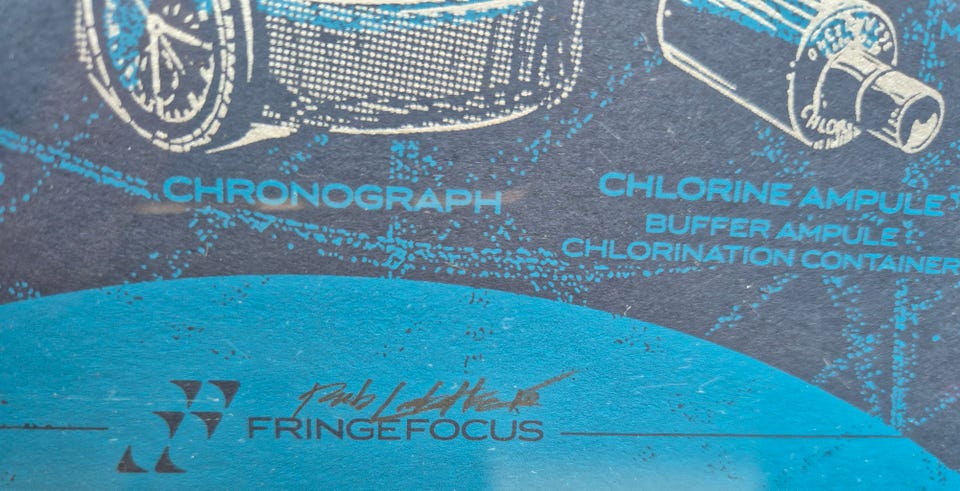 CHRONOGRAPH
CHLORINE AMPULE
BUFFER AMPULE
CHLORINATION CONTAINER
FRINGEFOCUS